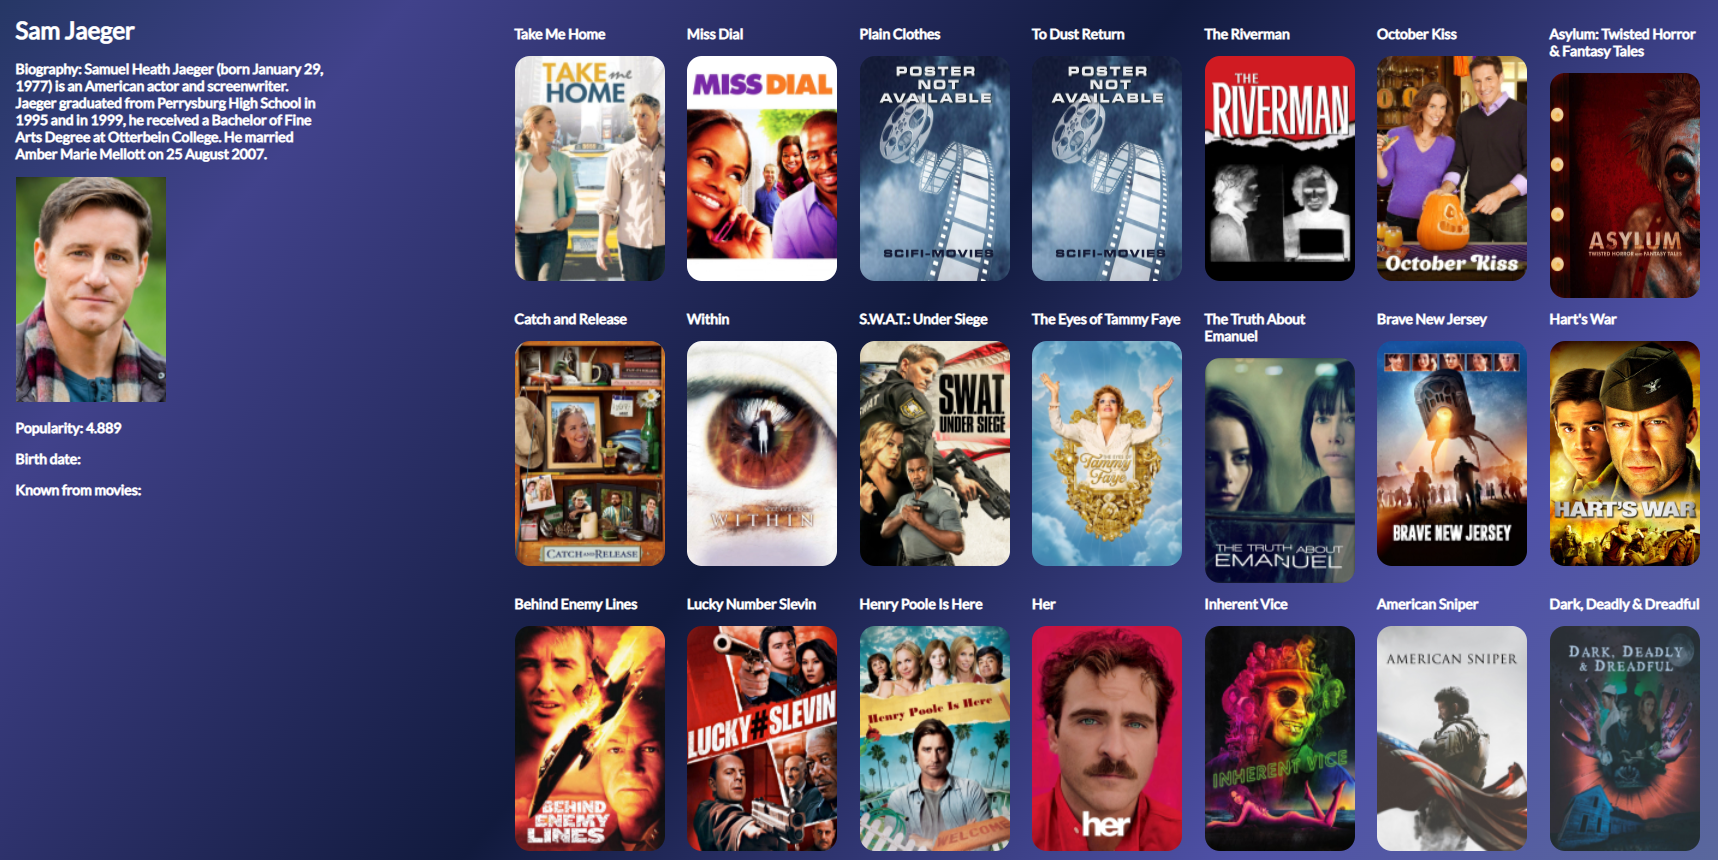 Sam Jaeger
Biography: Samuel Heath Jaeger (born January 29,
1977) is an American actor and screenwriter.
Jaeger graduated from Perrysburg High School in
1995 and in 1999, he received a Bachelor of Fine
Arts Degree at Otterbein College. He married
Amber Marie Mellott on 25 August 2007.
Popularity: 4.889
Birth date:
Known from movies:
Take Me Home
TAKE me
HOME
Miss Dial
MISS DIAL
Plain Clothes
POSTER
NOT
AVAILABLE
SCIFI-MOVIES
To Dust Return
POSTER
NOT
AVAILABLE
SCIFI-MOVIES
The Riverman
THE
RIVERMAN
October Kiss
October Kiss
Asylum: Twisted Horror
& Fantasy Tales
ASYLUM
TWISTED HORROR AND FANTASY TALES
Catch and Release
CATCH AND RELEASE
Within
WITHIN
S.W.A.T.: Under Siege
SWAT
S.W.A.T.
UNDER SIEGE
The Eyes of Tammy Faye
THE EYES OF
Tammy
Faye
The Truth About
Emanuel
THE TRUTH ABOUT
EMANUEL
Brave New Jersey
BRAVE NEW JERSEY
Hart's War
HART'S WAR
Behind Enemy Lines
BEHIND
ENEMY
LINES
Lucky Number Slevin
LUCKY#SLEVIN
Henry Poole Is Here
Henry Poole Is Here
WELCOME
Her
her
Inherent Vice
INHERENT VICE
American Sniper
AMERICAN SNIPER
Dark, Deadly & Dreadful
DARK, DEADLY
& DREADFUL